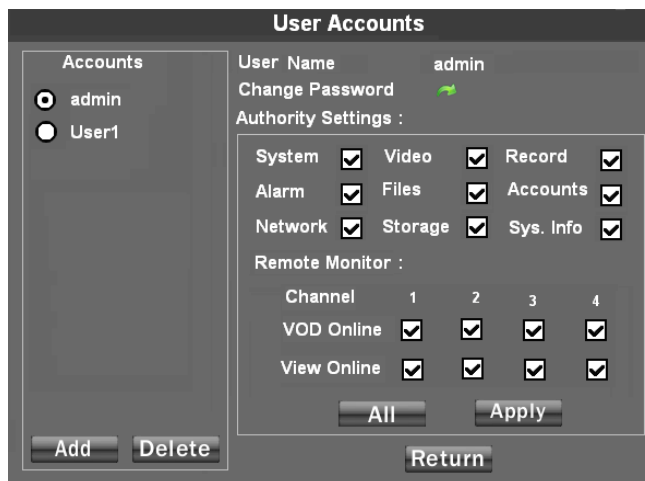 User Accounts
Accounts
admin
User1
Add Delete
User Name admin
Change Password
Authority Settings :
System Video Record
Alarm Files Accounts
Network Storage Sys. Info
Remote Monitor :
Channel 1 2 3 4
VOD Online
View Online
All Apply
Return